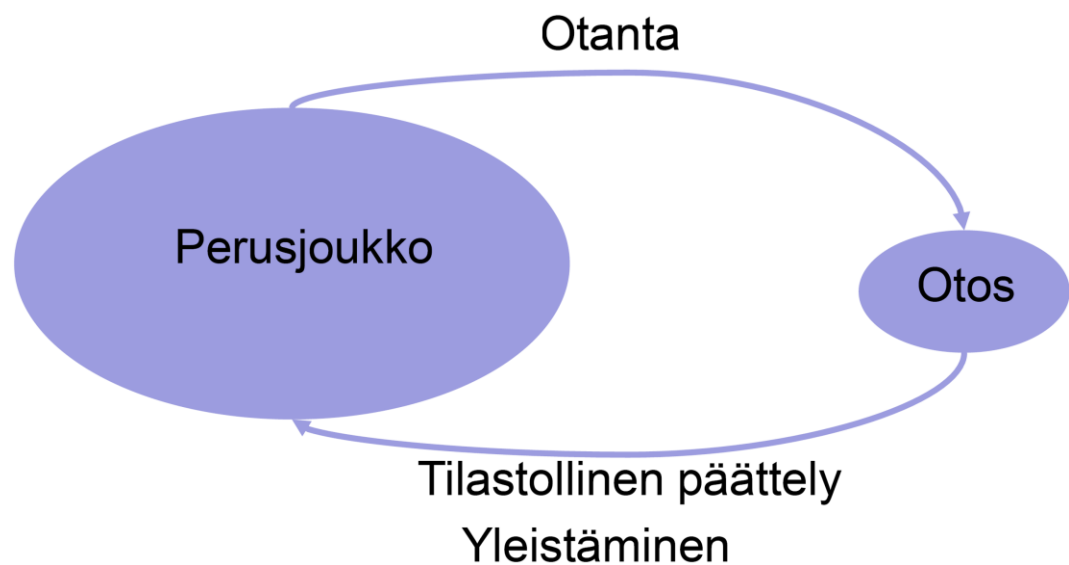 Otanta
Perusjoukko
Otos
Tilastollinen päättely
Yleistäminen